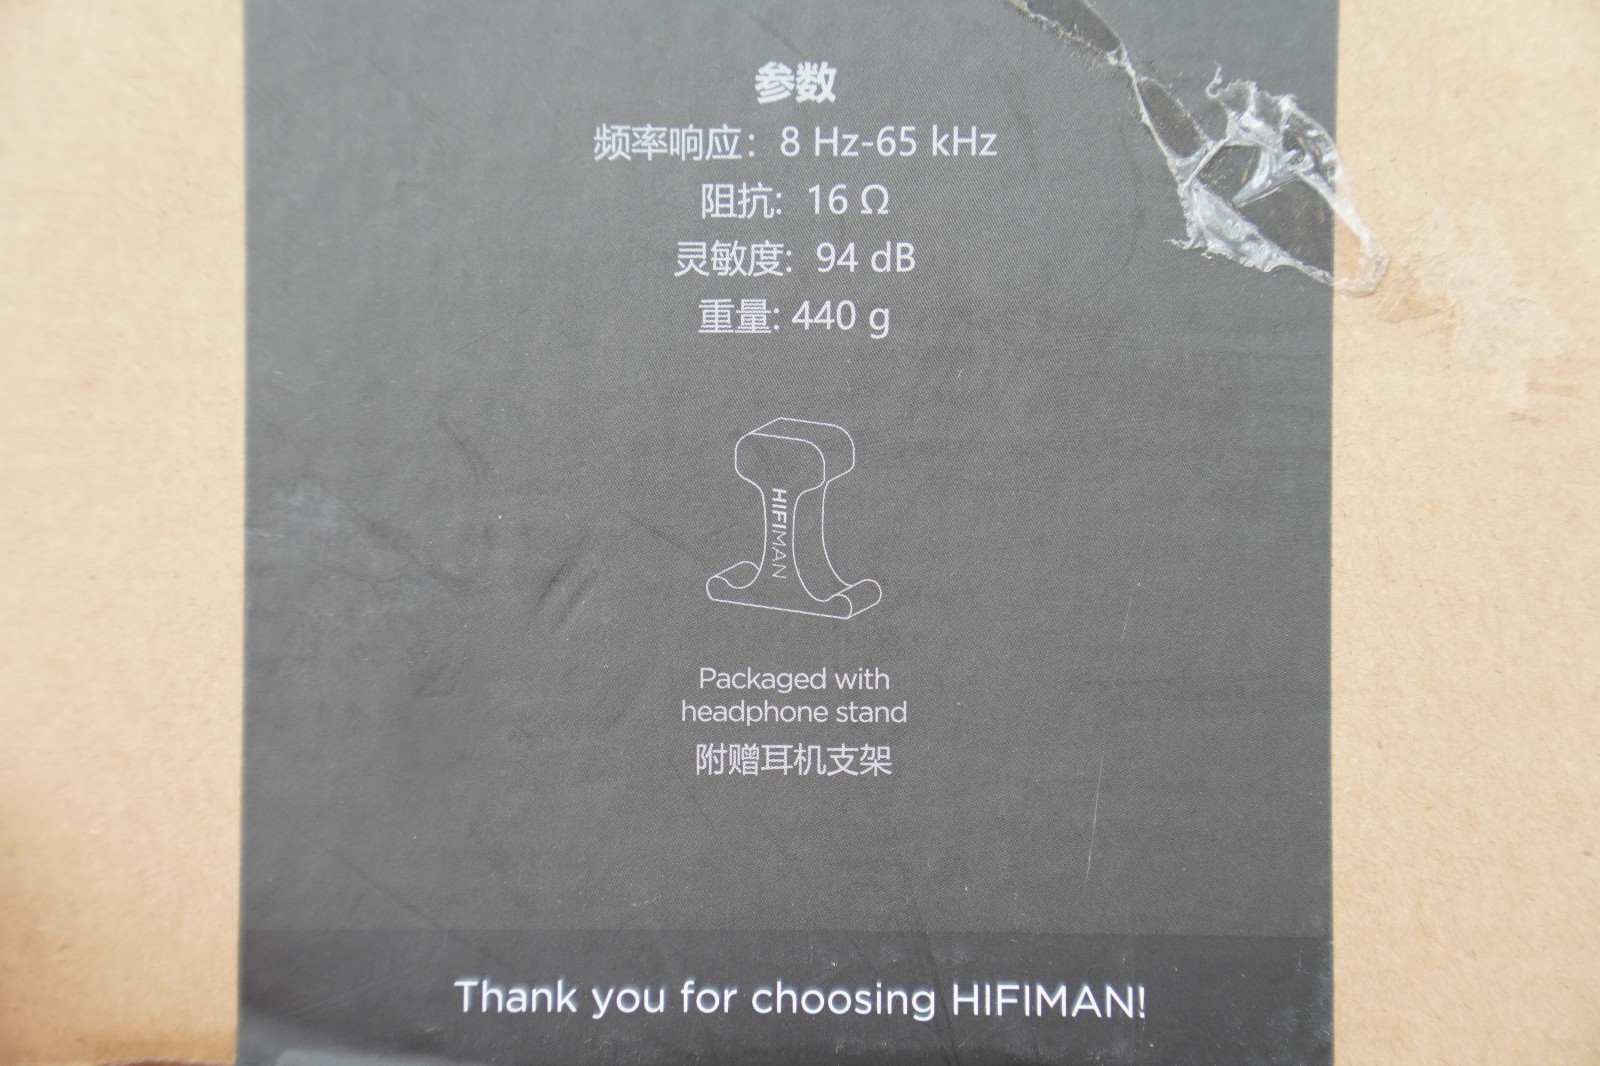 参数
频率响应：8 Hz-65 kHz
阻抗: 16 Ω
灵敏度: 94 dB
重量: 440 g
HIFIMAN
Packaged with
headphone stand
附赠耳机支架
Thank you for choosing HIFIMAN!